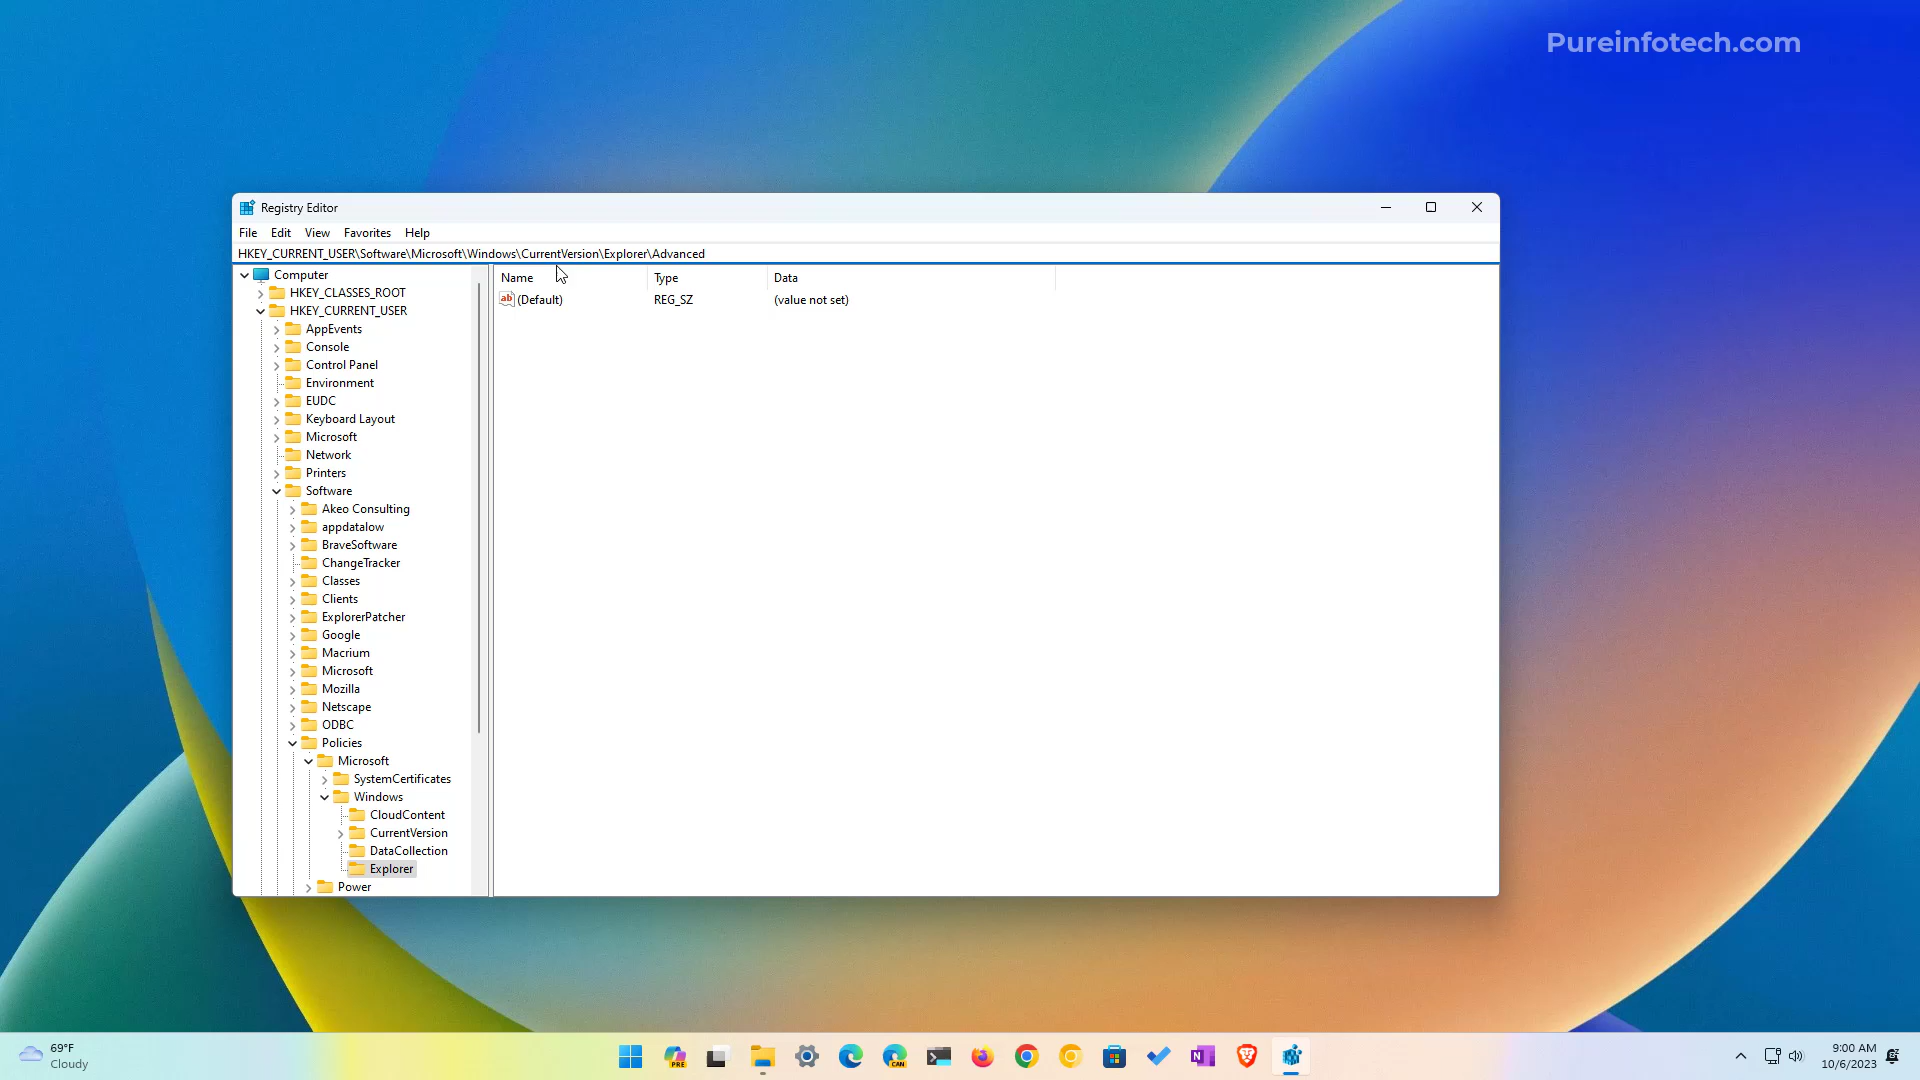 Pureinfotech.com
Registry Editor
File Edit View Favorites Help
HKEY_CURRENT_USER\Software\Microsoft\Windows\CurrentVersion\Explorer\Advanced
Computer
HKEY_CLASSES_ROOT
HKEY_CURRENT_USER
AppEvents
Console
Control Panel
Environment
EUDC
Keyboard Layout
Microsoft
Network
Printers
Software
Akeo Consulting
appdatalow
BraveSoftware
ChangeTracker
Classes
Clients
ExplorerPatcher
Google
Macrium
Microsoft
Mozilla
Netscape
ODBC
Policies
Microsoft
SystemCertificates
Windows
CloudContent
CurrentVersion
DataCollection
Explorer
Power
Name Type Data
ab (Default) REG_SZ (value not set)
69°F
Cloudy
PRE
CAN
N
9:00 AM
10/6/2023